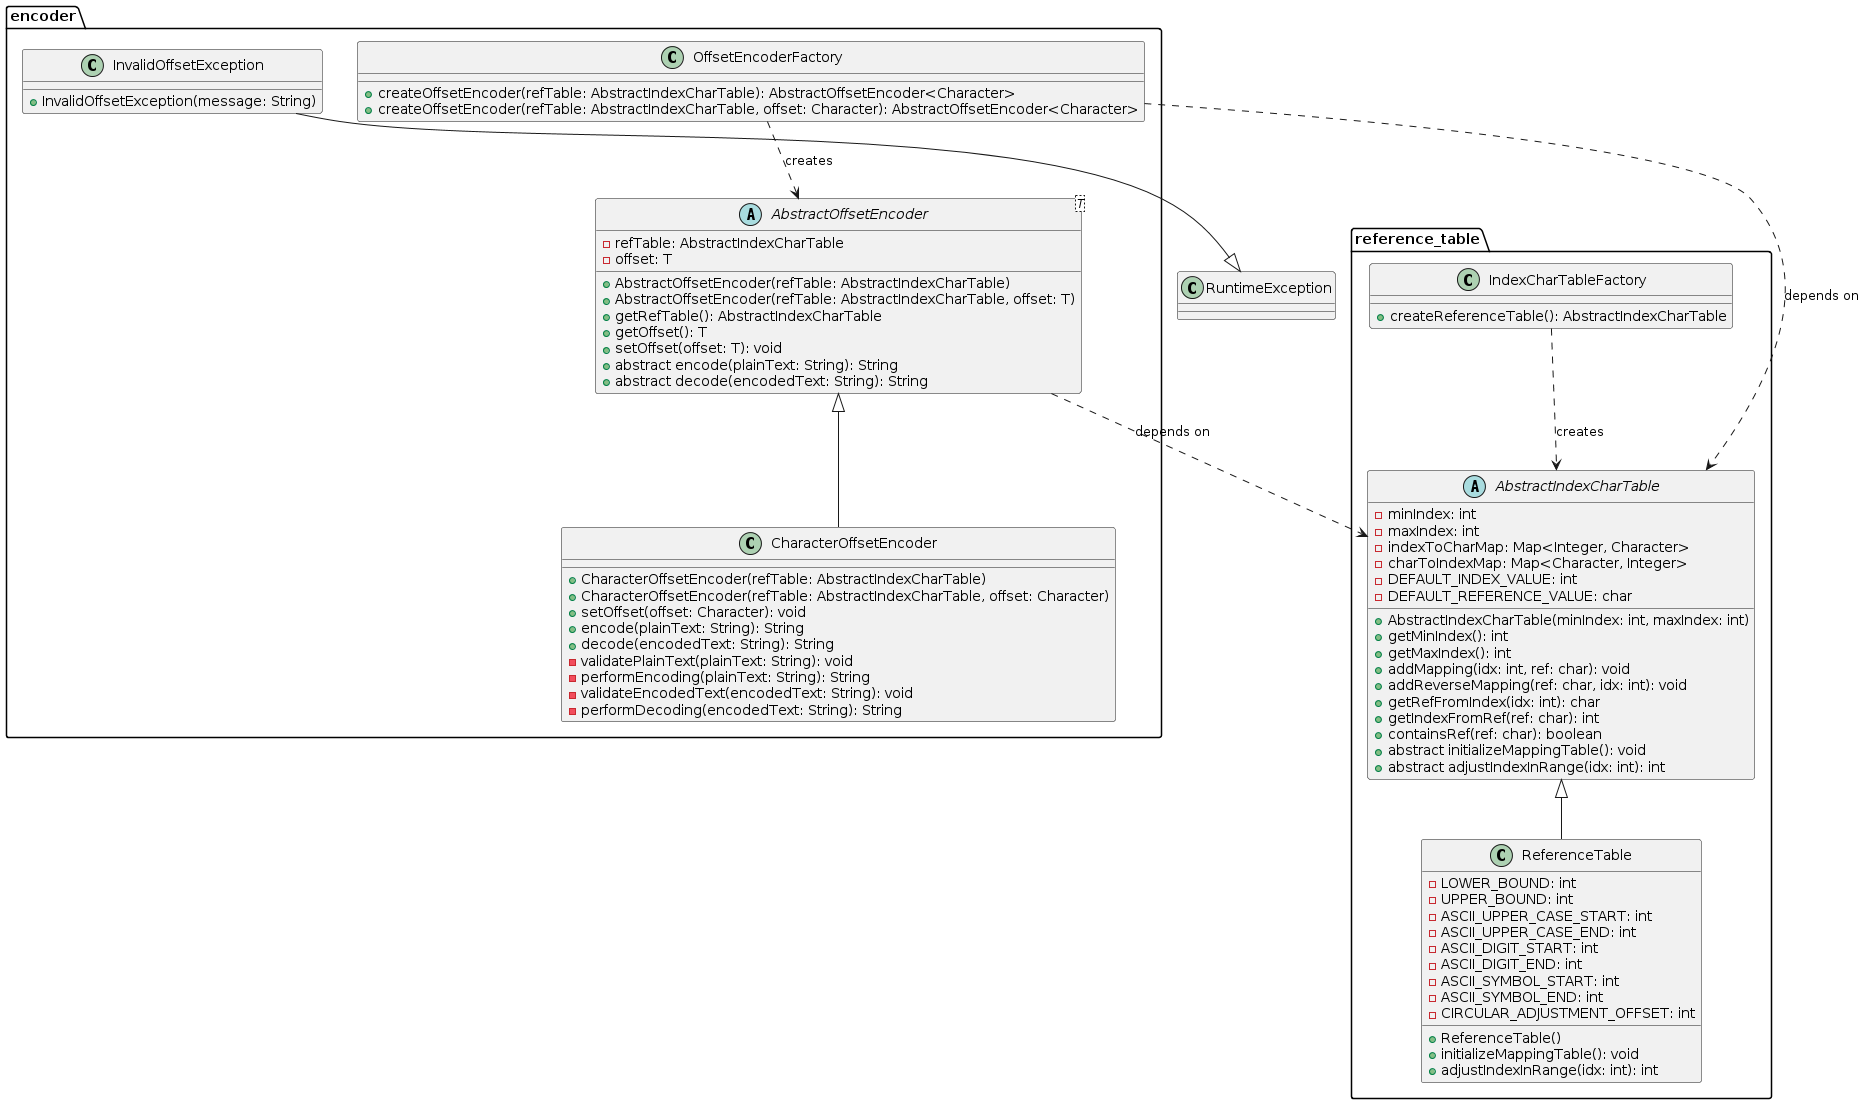 encoder
C InvalidOffsetException
InvalidOffsetException(message: String)
C OffsetEncoderFactory
createOffsetEncoder(refTable: AbstractIndexCharTable): AbstractOffsetEncoder<Character>
createOffsetEncoder(refTable: AbstractIndexCharTable, offset: Character): AbstractOffsetEncoder<Character>
creates
A AbstractOffsetEncoder
T
refTable: AbstractIndexCharTable
offset: T
AbstractOffsetEncoder(refTable: AbstractIndexCharTable)
AbstractOffsetEncoder(refTable: AbstractIndexCharTable, offset: T)
getRefTable(): AbstractIndexCharTable
getOffset(): T
setOffset(offset: T): void
abstract encode(plainText: String): String
abstract decode(encodedText: String): String
depends on
C CharacterOffsetEncoder
CharacterOffsetEncoder(refTable: AbstractIndexCharTable)
CharacterOffsetEncoder(refTable: AbstractIndexCharTable, offset: Character)
setOffset(offset: Character): void
encode(plainText: String): String
decode(encodedText: String): String
validatePlainText(plainText: String): void
performEncoding(plainText: String): String
validateEncodedText(encodedText: String): void
performDecoding(encodedText: String): String
C RuntimeException
reference_table
C IndexCharTableFactory
createReferenceTable(): AbstractIndexCharTable
depends on
creates
A AbstractIndexCharTable
minIndex: int
maxIndex: int
indexToCharMap: Map<Integer, Character>
charToIndexMap: Map<Character, Integer>
DEFAULT_INDEX_VALUE: int
DEFAULT_REFERENCE_VALUE: char
AbstractIndexCharTable(minIndex: int, maxIndex: int)
getMinIndex(): int
getMaxIndex(): int
addMapping(idx: int, ref: char): void
addReverseMapping(ref: char, idx: int): void
getRefFromIndex(idx: int): char
getIndexFromRef(ref: char): int
containsRef(ref: char): boolean
abstract initializeMappingTable(): void
abstract adjustIndexInRange(idx: int): int
C ReferenceTable
LOWER_BOUND: int
UPPER_BOUND: int
ASCII_UPPER_CASE_START: int
ASCII_UPPER_CASE_END: int
ASCII_DIGIT_START: int
ASCII_DIGIT_END: int
ASCII_SYMBOL_START: int
ASCII_SYMBOL_END: int
CIRCULAR_ADJUSTMENT_OFFSET: int
ReferenceTable()
initializeMappingTable(): void
adjustIndexInRange(idx: int): int